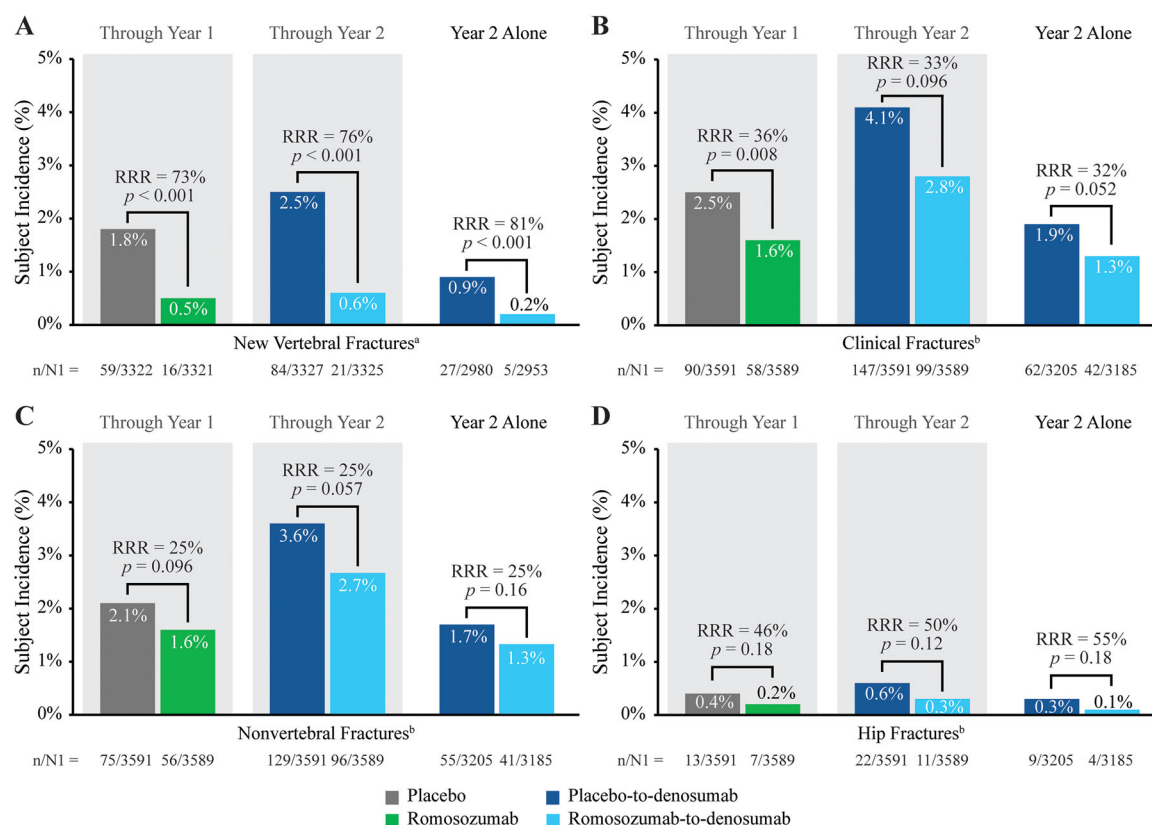 A
Through Year 1
Through Year 2
Year 2 Alone
Subject Incidence (%)
5%
4%
3%
2%
1%
0%
RRR = 73%
p < 0.001
1.8%
0.5%
RRR = 76%
p < 0.001
2.5%
0.6%
RRR = 81%
p < 0.001
0.9%
0.2%
New Vertebral Fracturesᵃ
n/N1 = 59/3322 16/3321 84/3327 21/3325 27/2980 5/2953
B
Through Year 1
Through Year 2
Year 2 Alone
Subject Incidence (%)
5%
4%
3%
2%
1%
0%
RRR = 36%
p = 0.008
2.5%
1.6%
RRR = 33%
p = 0.096
4.1%
2.8%
RRR = 32%
p = 0.052
1.9%
1.3%
Clinical Fracturesᵇ
n/N1 = 90/3591 58/3589 147/3591 99/3589 62/3205 42/3185
C
Through Year 1
Through Year 2
Year 2 Alone
Subject Incidence (%)
5%
4%
3%
2%
1%
0%
RRR = 25%
p = 0.096
2.1%
1.6%
RRR = 25%
p = 0.057
3.6%
2.7%
RRR = 25%
p = 0.16
1.7%
1.3%
Nonvertebral Fracturesᵇ
n/N1 = 75/3591 56/3589 129/3591 96/3589 55/3205 41/3185
D
Through Year 1
Through Year 2
Year 2 Alone
Subject Incidence (%)
5%
4%
3%
2%
1%
0%
RRR = 46%
p = 0.18
0.4%
0.2%
RRR = 50%
p = 0.12
0.6%
0.3%
RRR = 55%
p = 0.18
0.3%
0.1%
Hip Fracturesᵇ
n/N1 = 13/3591 7/3589 22/3591 11/3589 9/3205 4/3185
Placebo
Placebo-to-denosumab
Romosozumab
Romosozumab-to-denosumab